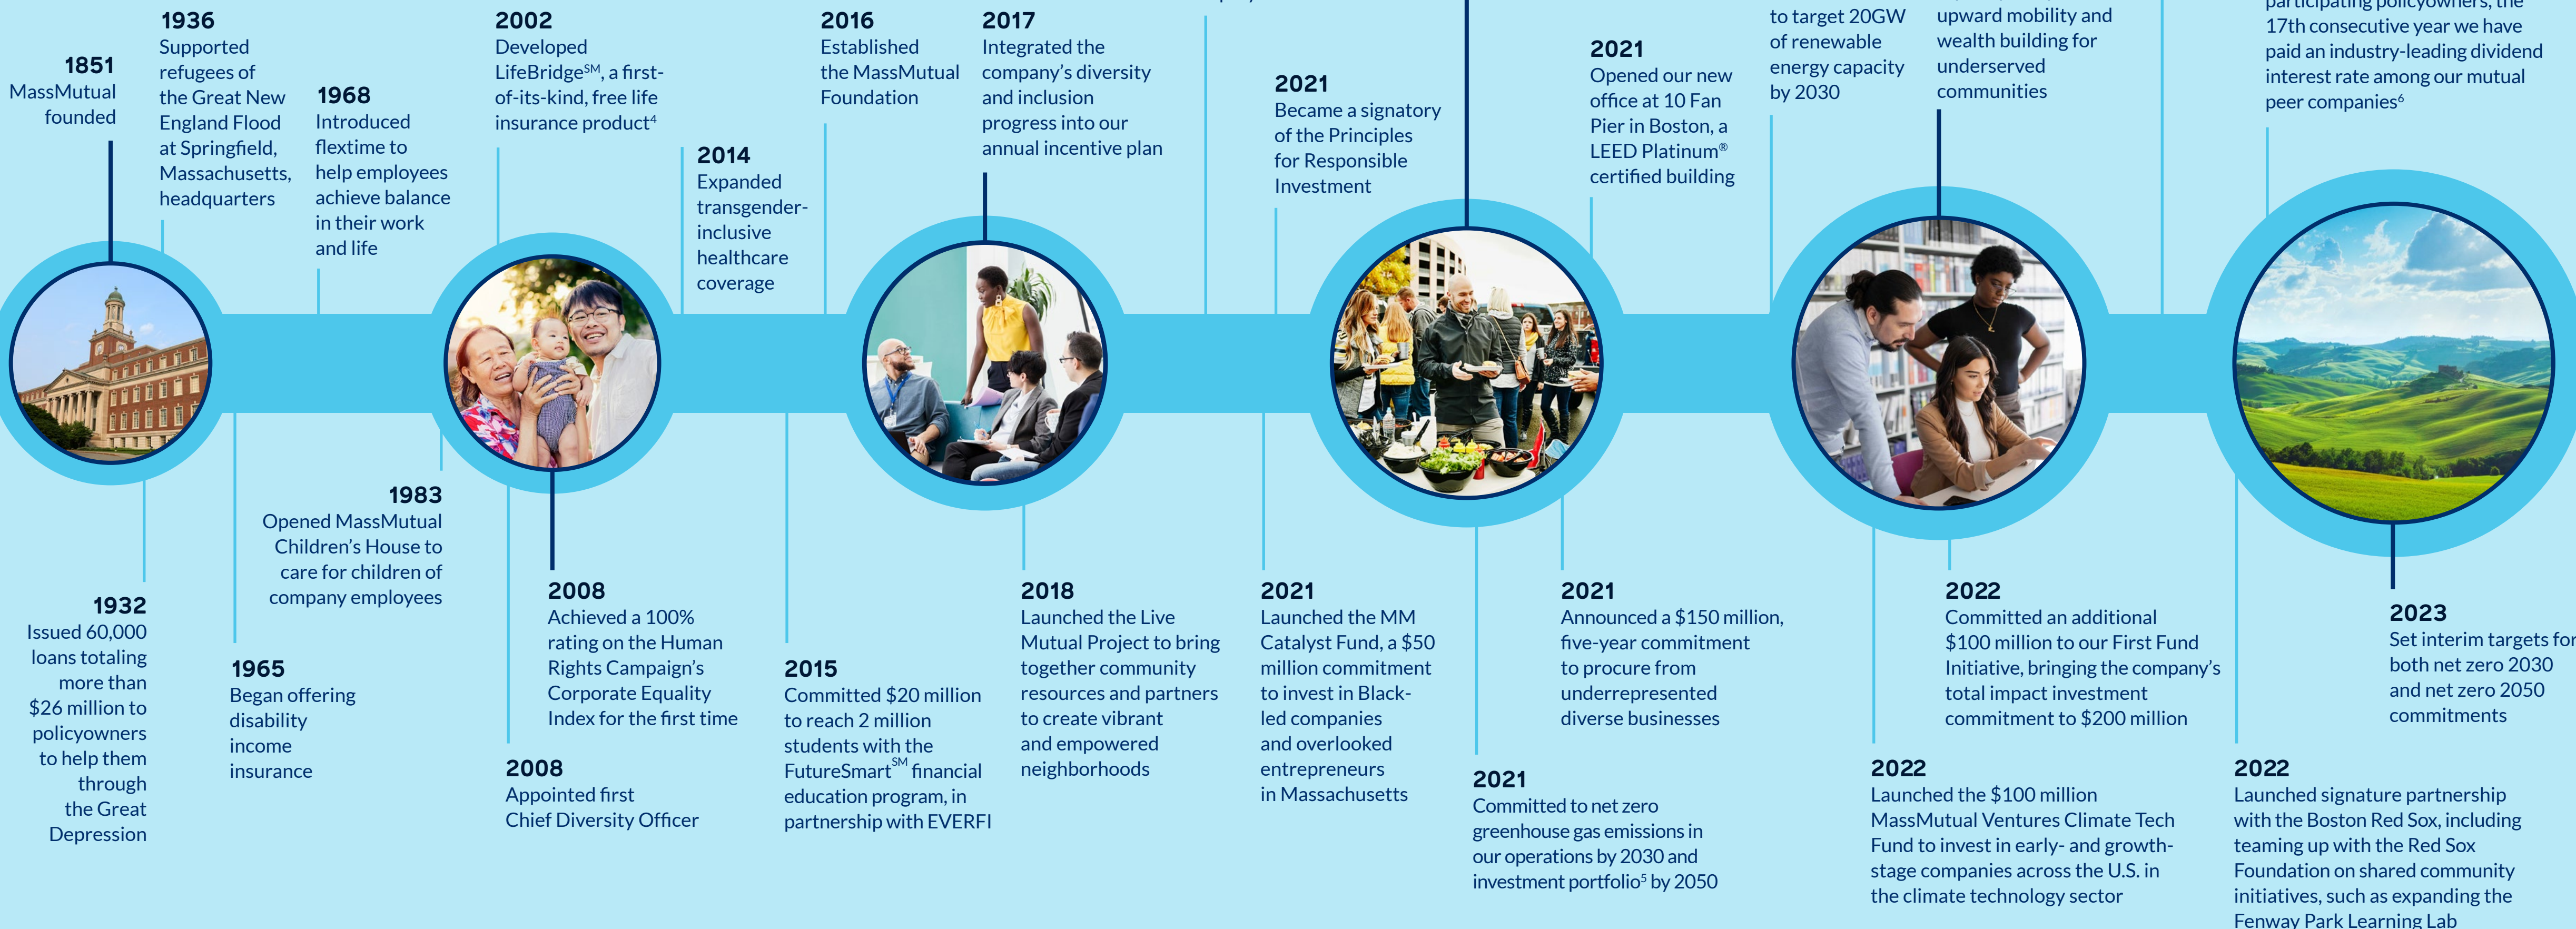 1851
MassMutual
founded
1936
Supported
refugees of
the Great New
England Flood
at Springfield,
Massachusetts,
headquarters
1968
Introduced
flextime to
help employees
achieve balance
in their work
and life
2002
Developed
LifeBridge℠, a first-
of-its-kind, free life
insurance product⁴
2014
Expanded
transgender-
inclusive
healthcare
coverage
2016
Established
the MassMutual
Foundation
2017
Integrated the
company’s diversity
and inclusion
progress into our
annual incentive plan
2021
Became a signatory
of the Principles
for Responsible
Investment
2021
Opened our new
office at 10 Fan
Pier in Boston, a
LEED Platinum®
certified building
to target 20GW
of renewable
energy capacity
by 2030
upward mobility and
wealth building for
underserved
communities
participating policyowners, the
17th consecutive year we have
paid an industry-leading dividend
interest rate among our mutual
peer companies⁶
1932
Issued 60,000
loans totaling
more than
$26 million to
policyowners
to help them
through
the Great
Depression
1965
Began offering
disability
income
insurance
1983
Opened MassMutual
Children’s House to
care for children of
company employees
2008
Achieved a 100%
rating on the Human
Rights Campaign’s
Corporate Equality
Index for the first time
2008
Appointed first
Chief Diversity Officer
2015
Committed $20 million
to reach 2 million
students with the
FutureSmart℠ financial
education program, in
partnership with EVERFI
2018
Launched the Live
Mutual Project to bring
together community
resources and partners
to create vibrant
and empowered
neighborhoods
2021
Launched the MM
Catalyst Fund, a $50
million commitment
to invest in Black-
led companies
and overlooked
entrepreneurs
in Massachusetts
2021
Committed to net zero
greenhouse gas emissions in
our operations by 2030 and
investment portfolio⁵ by 2050
2021
Announced a $150 million,
five-year commitment
to procure from
underrepresented
diverse businesses
2022
Launched the $100 million
MassMutual Ventures Climate Tech
Fund to invest in early- and growth-
stage companies across the U.S. in
the climate technology sector
2022
Committed an additional
$100 million to our First Fund
Initiative, bringing the company’s
total impact investment
commitment to $200 million
2022
Launched signature partnership
with the Boston Red Sox, including
teaming up with the Red Sox
Foundation on shared community
initiatives, such as expanding the
Fenway Park Learning Lab
2023
Set interim targets for
both net zero 2030
and net zero 2050
commitments